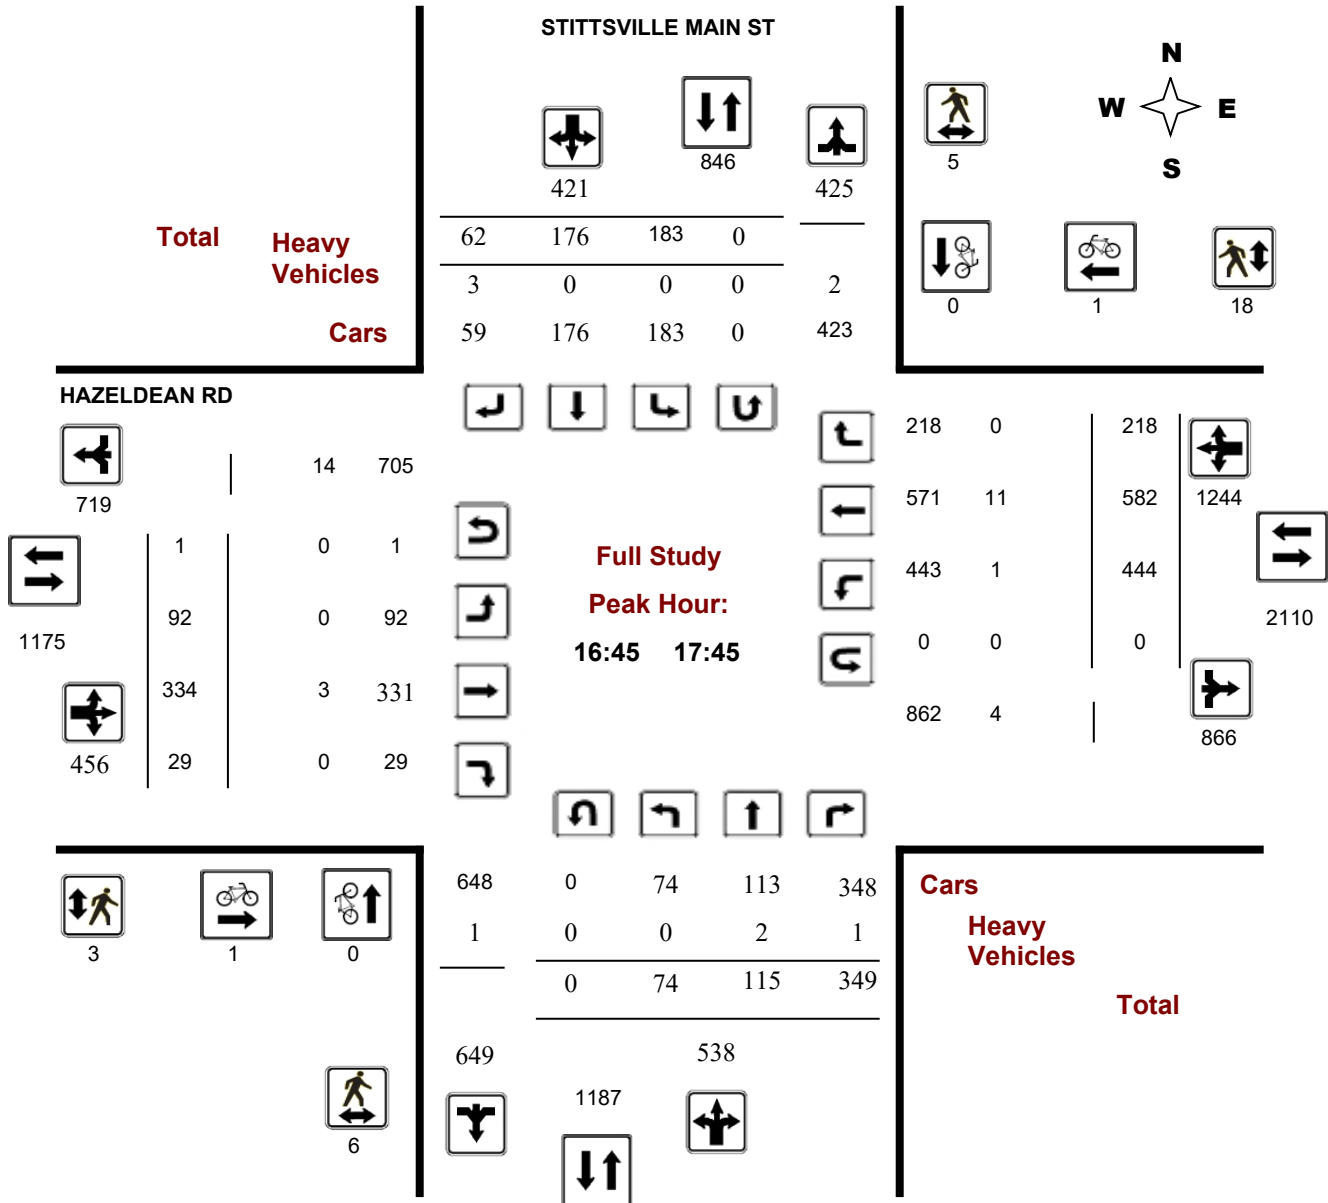 STITTSVILLE MAIN ST
N
W E
S
846
5
421
425
Total Heavy Vehicles
62 176 183 0
3 0 0 0 2
0 1 18
Cars 59 176 183 0 423
HAZELDEAN RD
218 0 218
14 705
719
571 11 582 1244
1 0 1
Full Study
443 1 444
Peak Hour:
92 0 92
2110
1175
16:45 17:45
0 0 0
334 3 331
862 4
866
456 29 0 29
648 0 74 113 348
Cars
1 0 0 2 1
Heavy Vehicles
3 1 0
0 74 115 349
Total
649
538
1187
6